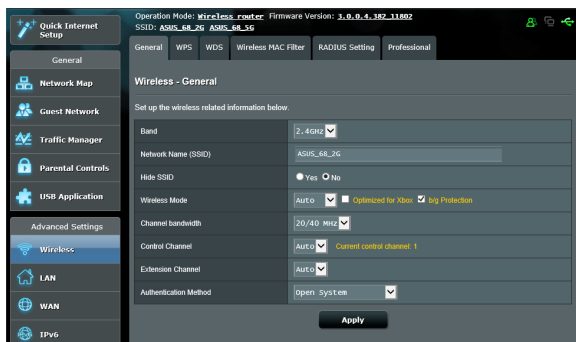 Quick Internet Setup
Operation Mode: Wireless router Firmware Version: 3.0.0.4.382_11802
SSID: ASUS_68_2G ASUS_68_5G
General
Network Map
Guest Network
Traffic Manager
Parental Controls
USB Application
Advanced Settings
Wireless
LAN
WAN
IPv6
General WPS WDS Wireless MAC Filter RADIUS Setting Professional
Wireless - General
Set up the wireless related information below.
Band 2.4GHz
Network Name (SSID) ASUS_68_2G
Hide SSID Yes No
Wireless Mode Auto Optimized for Xbox b/g Protection
Channel bandwidth 20/40 MHz
Control Channel Auto Current control channel: 1
Extension Channel Auto
Authentication Method Open System
Apply